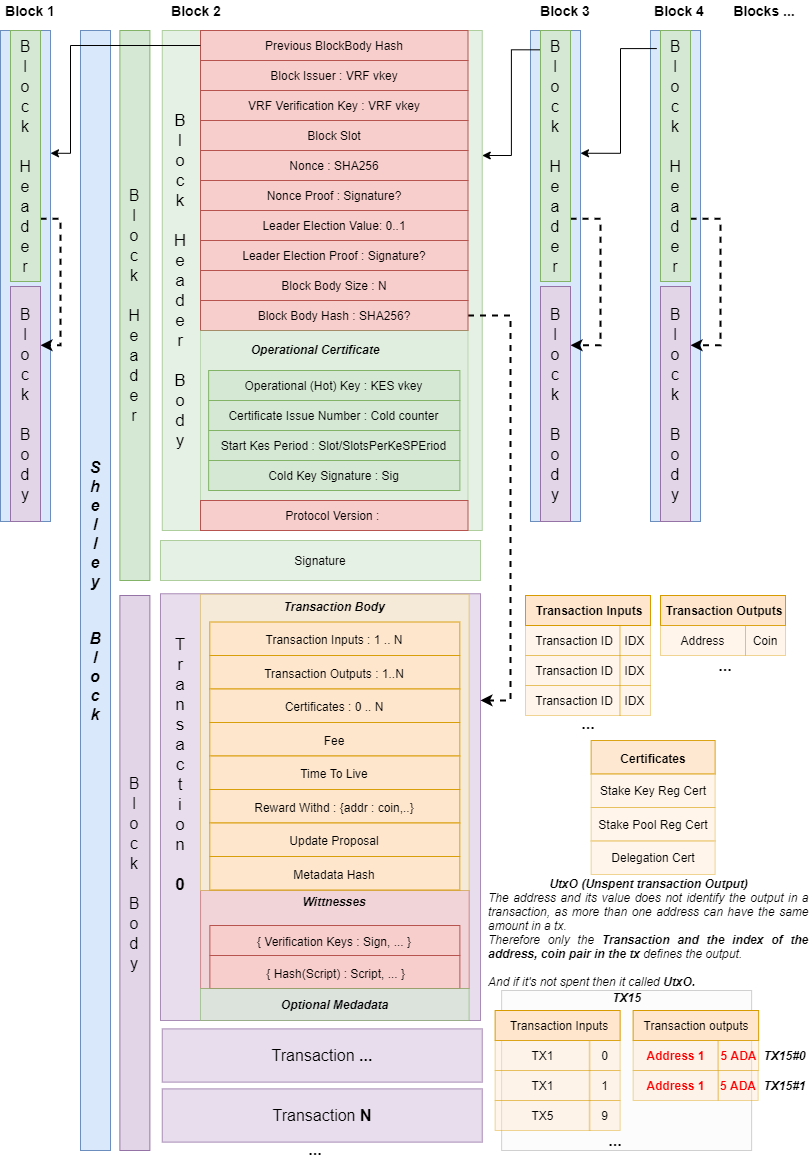 Block 1
Block 2
Block 3
Block 4
Blocks ...
Block Header
Block Body
Shelley Block
Block Header
Block Header Body
Previous BlockBody Hash
Block Issuer : VRF vkey
VRF Verification Key : VRF vkey
Block Slot
Nonce : SHA256
Nonce Proof : Signature?
Leader Election Value: 0..1
Leader Election Proof : Signature?
Block Body Size : N
Block Body Hash : SHA256?
Operational Certificate
Operational (Hot) Key : KES vkey
Certificate Issue Number : Cold counter
Start Kes Period : Slot/SlotsPerKeSPEriod
Cold Key Signature : Sig
Protocol Version :
Signature
Block Header
Block Body
Block Header
Block Body
Block Body
Transaction 0
Transaction Body
Transaction Inputs : 1 .. N
Transaction Outputs : 1..N
Certificates : 0 .. N
Fee
Time To Live
Reward Withd : {addr : coin,..}
Update Proposal
Metadata Hash
Wittnesses
{ Verification Keys : Sign, ... }
{ Hash(Script) : Script, ... }
Optional Medadata
Transaction ...
Transaction N
...
Transaction Inputs
Transaction ID IDX
Transaction ID IDX
Transaction ID IDX
...
Transaction Outputs
Address Coin
...
Certificates
Stake Key Reg Cert
Stake Pool Reg Cert
Delegation Cert
UtxO (Unspent transaction Output)
The address and its value does not identify the output in a
transaction, as more than one address can have the same
amount in a tx.
Therefore only the Transaction and the index of the
address, coin pair in the tx defines the output.
And if it's not spent then it called UtxO.
TX15
Transaction Inputs
TX1 0
TX1 1
TX5 9
...
Transaction outputs
Address 1 5 ADA TX15#0
Address 1 5 ADA TX15#1